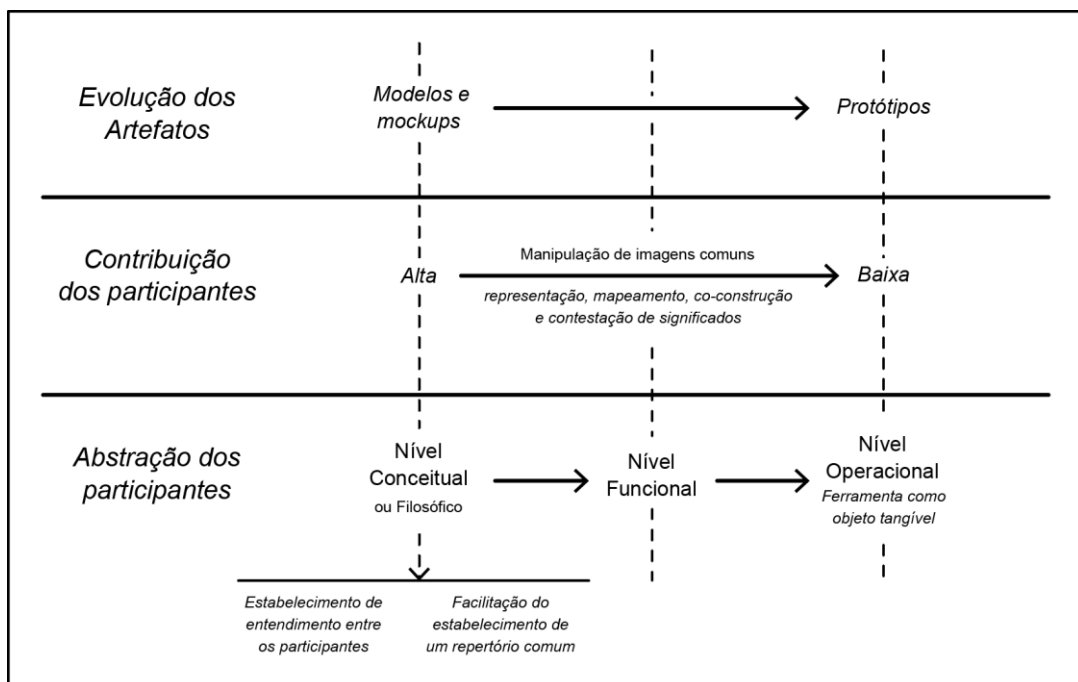 Evolução dos
Artefatos
Modelos e
mockups
Protótipos
Contribuição
dos participantes
Alta
Manipulação de imagens comuns
representação, mapeamento, co-construção
e contestação de significados
Baixa
Abstração dos
participantes
Nível
Conceitual
ou Filosófico
Nível
Funcional
Nível
Operacional
Ferramenta como
objeto tangível
Estabelecimento de
entendimento entre
os participantes
Facilitação do
estabelecimento de
um repertório comum